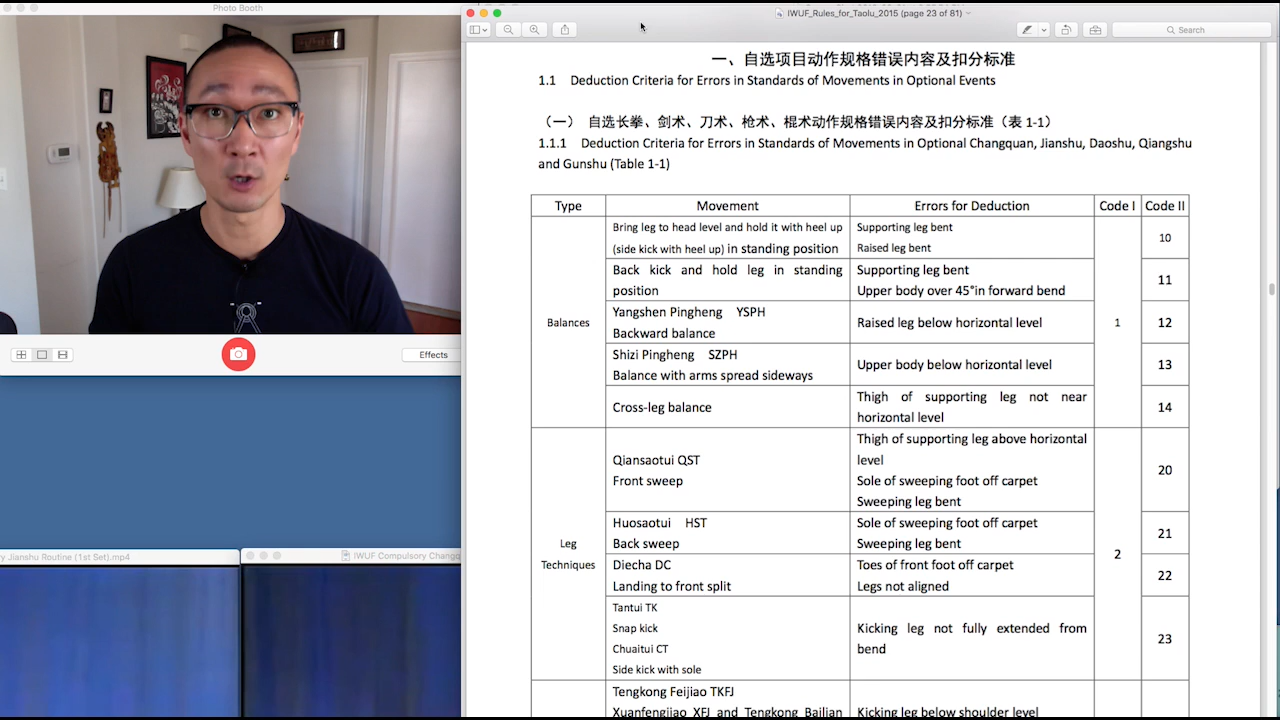 Photo Booth
Effects
y Jianshu Routine (1st Set).mp4
IWUF Compulsory Changq
IWUF_Rules_for_Taolu_2015 (page 23 of 81)
Search
一、自选项目动作规格错误内容及扣分标准
1.1 Deduction Criteria for Errors in Standards of Movements in Optional Events
（一） 自选长拳、剑术、刀术、枪术、棍术动作规格错误内容及扣分标准（表 1-1）
1.1.1 Deduction Criteria for Errors in Standards of Movements in Optional Changquan, Jianshu, Daoshu, Qiangshu
and Gunshu (Table 1-1)
Type Movement Errors for Deduction Code I Code II
Balances
Bring leg to head level and hold it with heel up
(side kick with heel up) in standing position
Supporting leg bent
Raised leg bent
1
10
Back kick and hold leg in standing
position
Supporting leg bent
Upper body over 45°in forward bend
11
Yangshen Pingheng YSPH
Backward balance
Raised leg below horizontal level
12
Shizi Pingheng SZPH
Balance with arms spread sideways
Upper body below horizontal level
13
Cross-leg balance
Thigh of supporting leg not near
horizontal level
14
Leg
Techniques
Qiansaotui QST
Front sweep
Thigh of supporting leg above horizontal
level
Sole of sweeping foot off carpet
Sweeping leg bent
2
20
Huosaotui HST
Back sweep
Sole of sweeping foot off carpet
Sweeping leg bent
21
Diecha DC
Landing to front split
Toes of front foot off carpet
Legs not aligned
22
Tantui TK
Snap kick
Chuaitui CT
Side kick with sole
Kicking leg not fully extended from
bend
23
Tengkong Feijiao TKFJ
Xuanfengjiao XFJ and Tengkong Bailian
Kicking leg below shoulder level